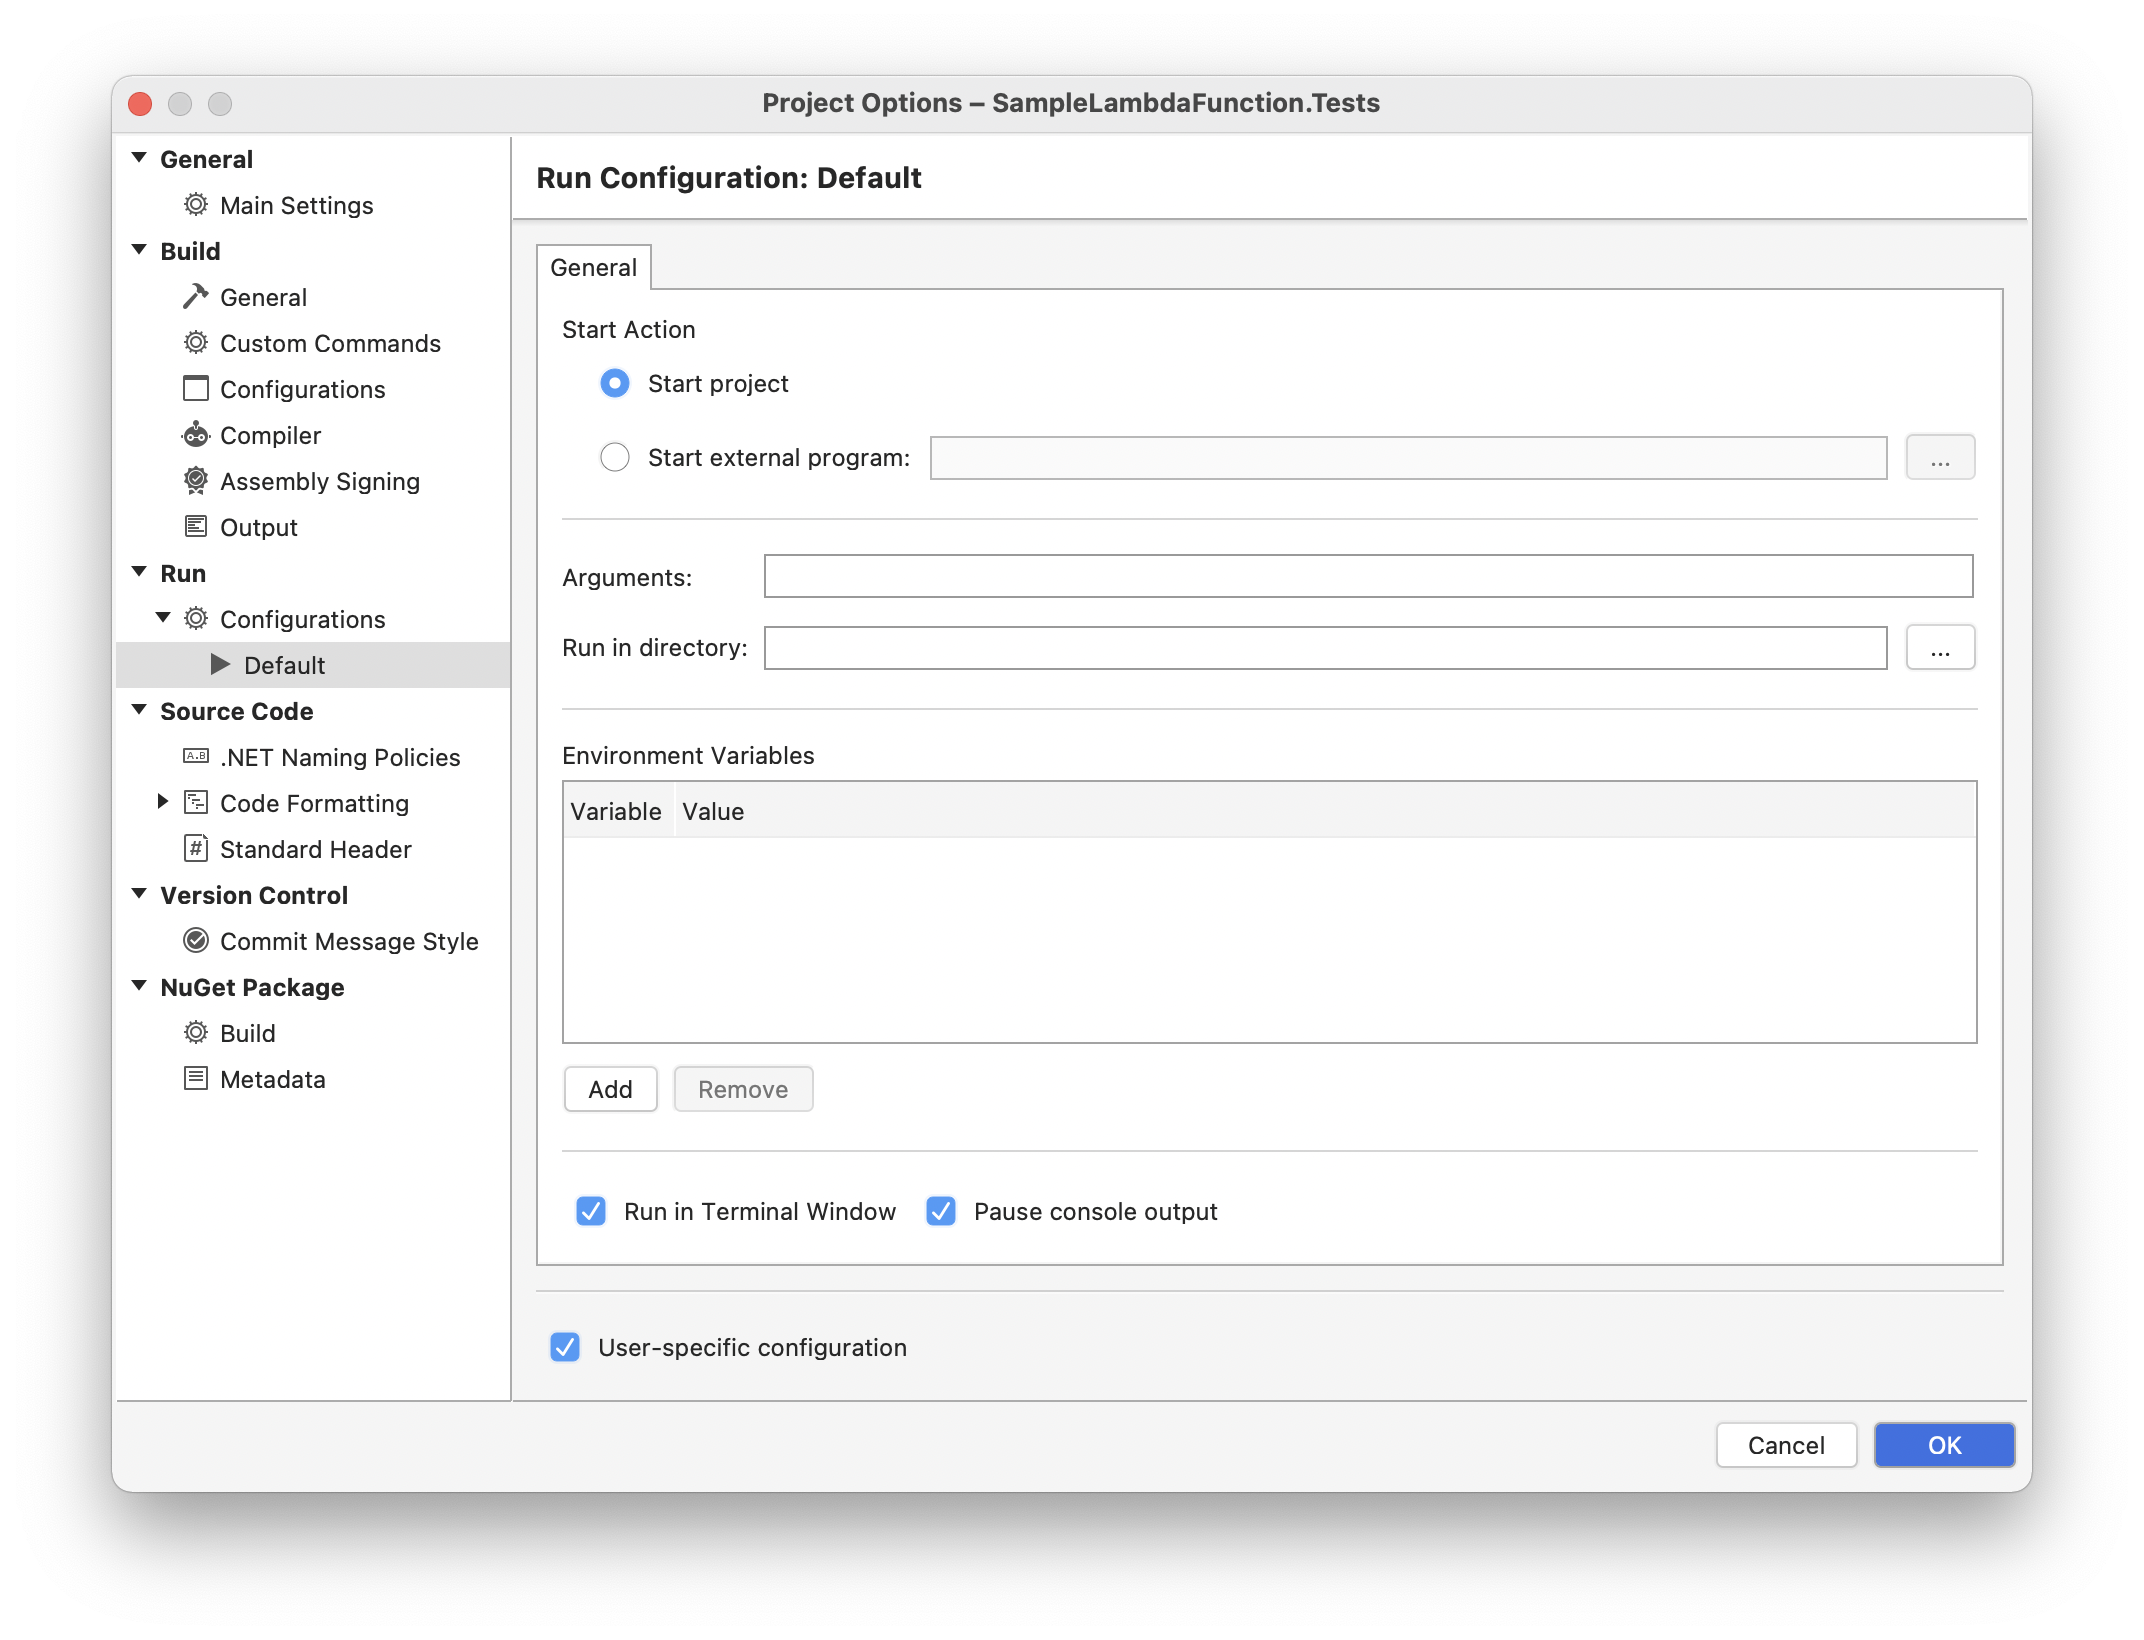 Project Options – SampleLambdaFunction.Tests
General
Main Settings
Build
General
Custom Commands
Configurations
Compiler
Assembly Signing
Output
Run
Configurations
Default
Source Code
A.B .NET Naming Policies
Code Formatting
# Standard Header
Version Control
Commit Message Style
NuGet Package
Build
Metadata
Run Configuration: Default
General
Start Action
Start project
Start external program: ...
Arguments:
Run in directory: ...
Environment Variables
Variable Value
Add Remove
Run in Terminal Window Pause console output
User-specific configuration
Cancel OK